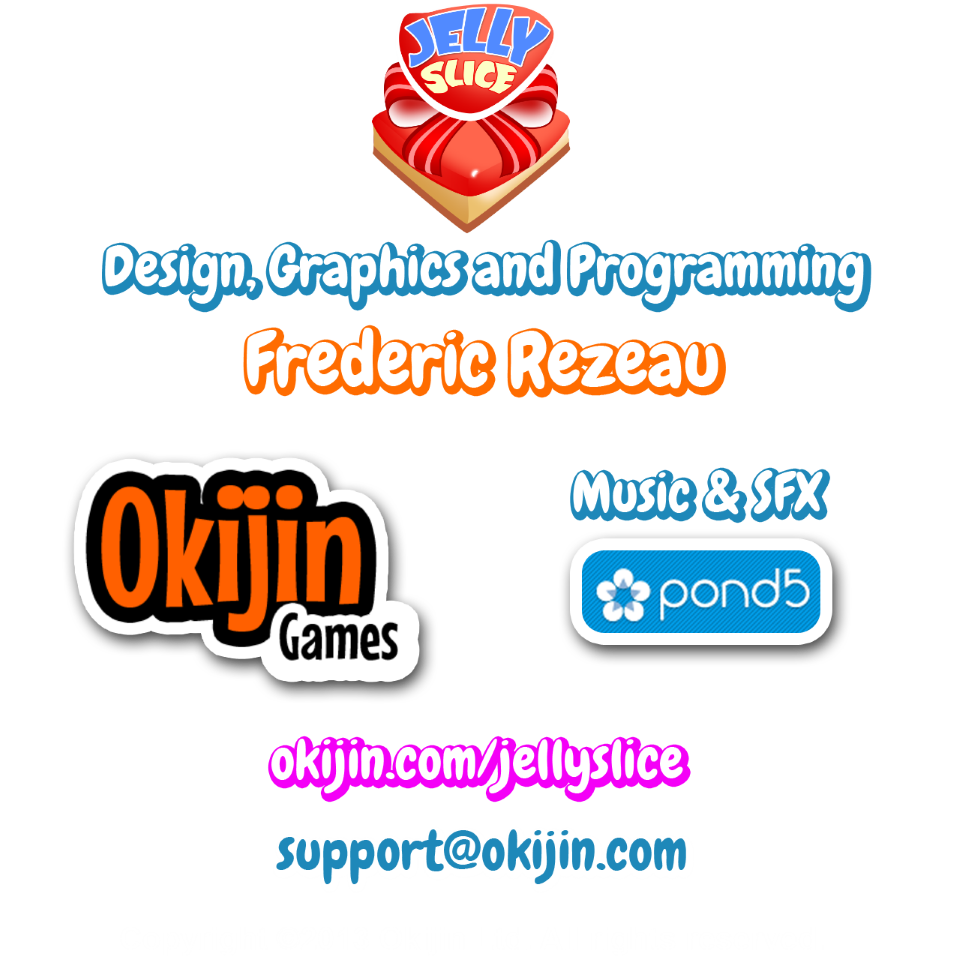 JELLY
SLICE
Design, Graphics and Programming
Frederic Rezeau
Okijin
Games
Music & SFX
pond5
okijin.com/jellyslice
support@okijin.com